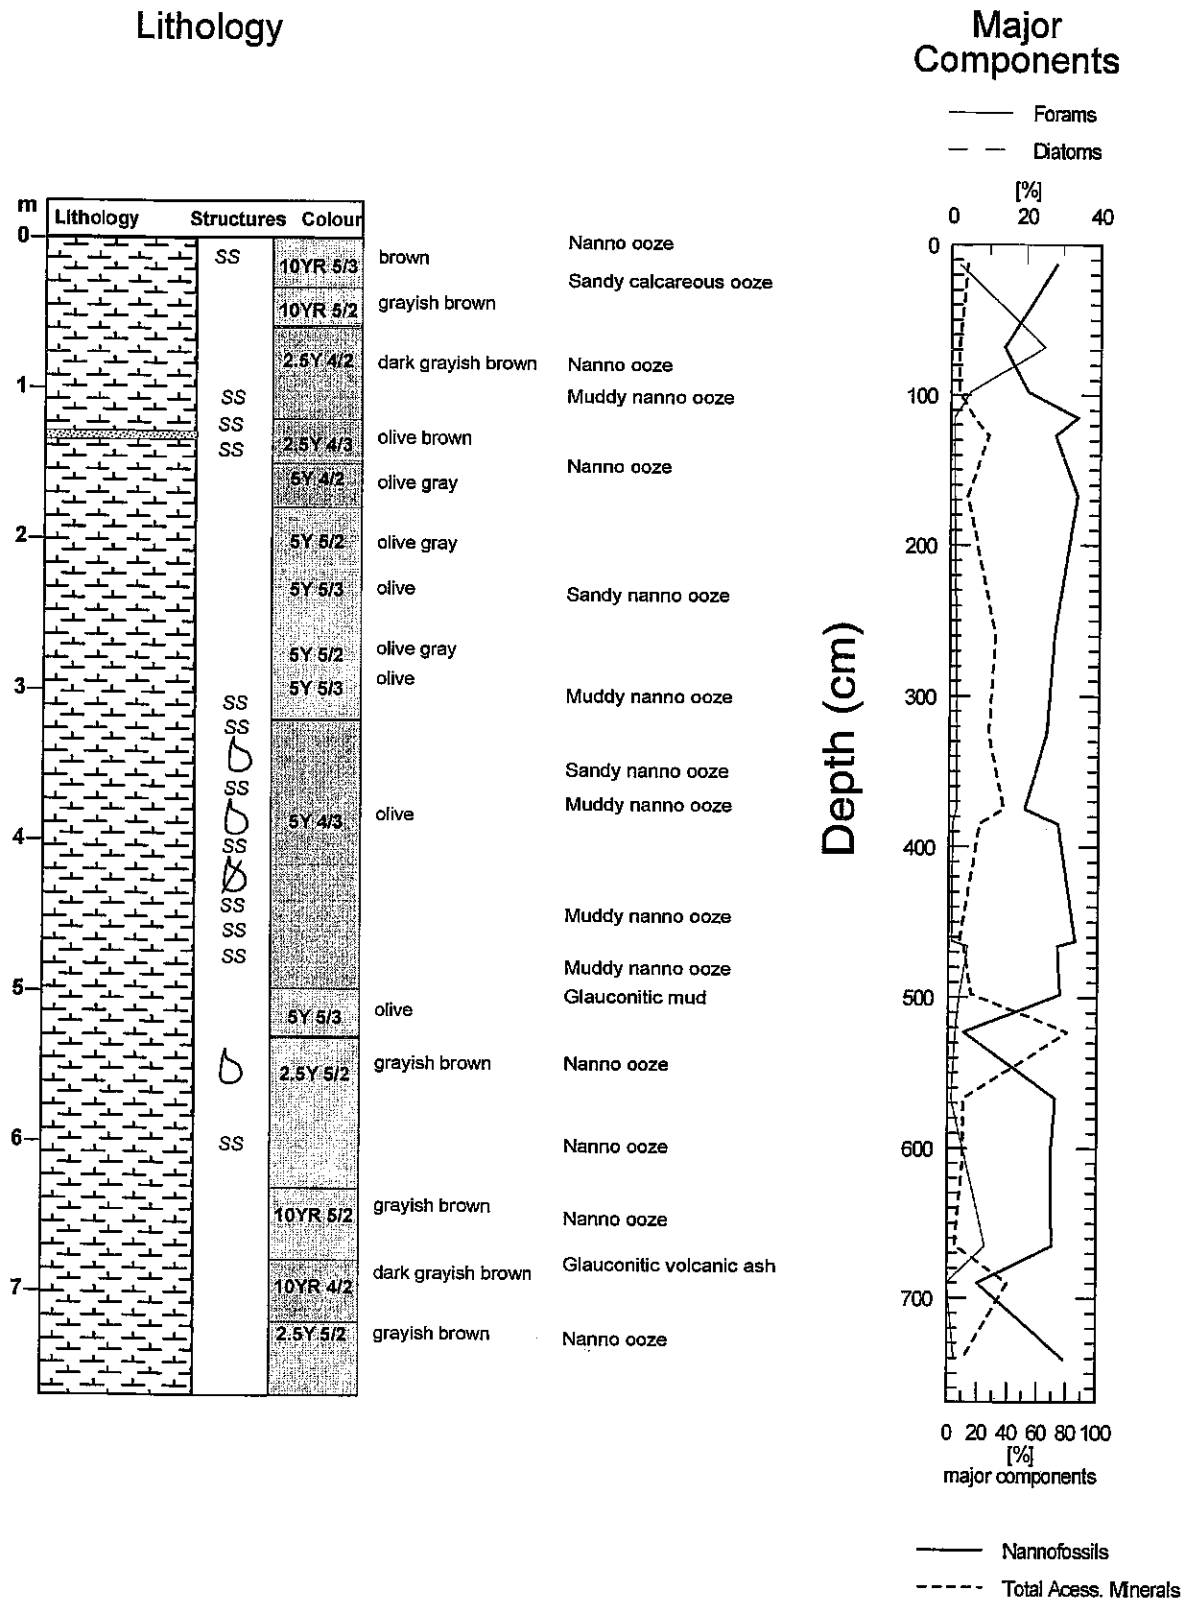 Lithology
Major
Components
Forams
Diatoms
[%]
0 20 40
m
Lithology Structures Colour
0
SS
10YR 5/3
brown
Nanno ooze
Sandy calcareous ooze
10YR 5/2
grayish brown
2.5Y 4/2
dark grayish brown
Nanno ooze
1
SS
Muddy nanno ooze
SS
2.5Y 4/3
olive brown
SS
Nanno ooze
5Y 4/2
olive gray
2
5Y 5/2
olive gray
5Y 5/3
olive
Sandy nanno ooze
5Y 5/2
olive gray
3
5Y 5/3
olive
SS
Muddy nanno ooze
SS
Sandy nanno ooze
SS
Muddy nanno ooze
5Y 4/3
olive
4
SS
SS
Muddy nanno ooze
SS
SS
Muddy nanno ooze
5
Glauconitic mud
5Y 5/3
olive
2.5Y 5/2
grayish brown
Nanno ooze
6
SS
Nanno ooze
10YR 5/2
grayish brown
Nanno ooze
Glauconitic volcanic ash
7
10YR 4/2
dark grayish brown
2.5Y 5/2
grayish brown
Nanno ooze
Depth (cm)
0
100
200
300
400
500
600
700
0 20 40 60 80 100
[%]
major components
Nannofossils
Total Acess. Minerals